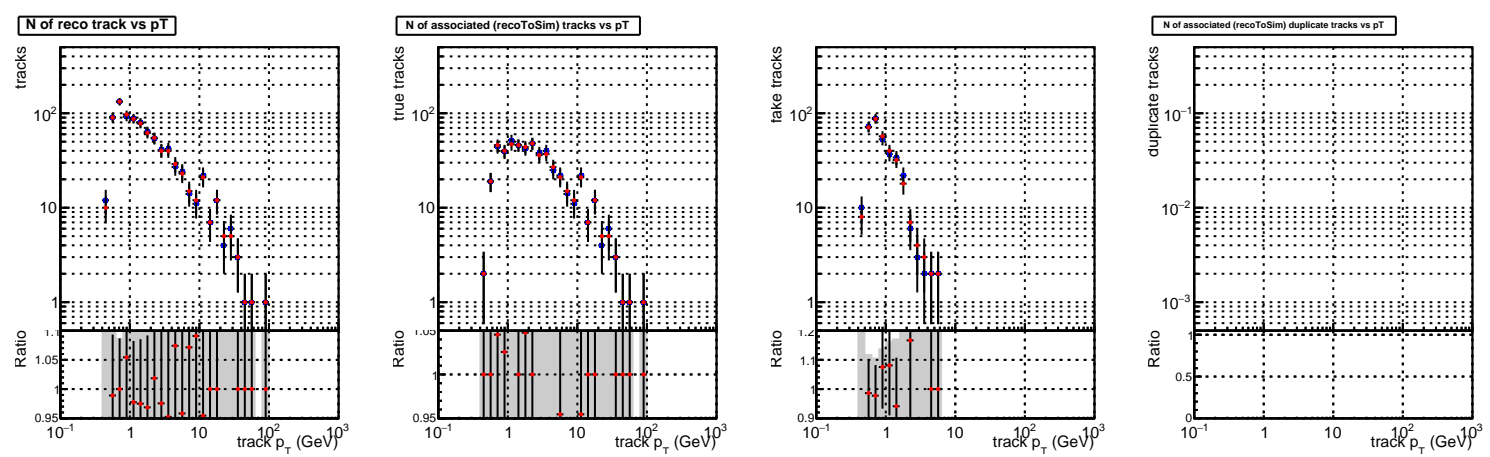 N of reco track vs pT
N of associated (recoToSim) tracks vs pT
N of associated (recoToSim) duplicate tracks vs pT
tracks
10²
10
1
Ratio
1.1
1.05
1
0.95
10⁻¹ 1 10 10² 10³
track p_T (GeV)
true tracks
10²
10
1
Ratio
1.05
1
0.95
10⁻¹ 1 10 10² 10³
track p_T (GeV)
fake tracks
10²
10
1
Ratio
1.2
1.1
1
0.9
10⁻¹ 1 10 10² 10³
track p_T (GeV)
duplicate tracks
10⁻¹
10⁻²
10⁻³
Ratio
1
0.5
0
10⁻¹ 1 10 10² 10³
track p_T (GeV)